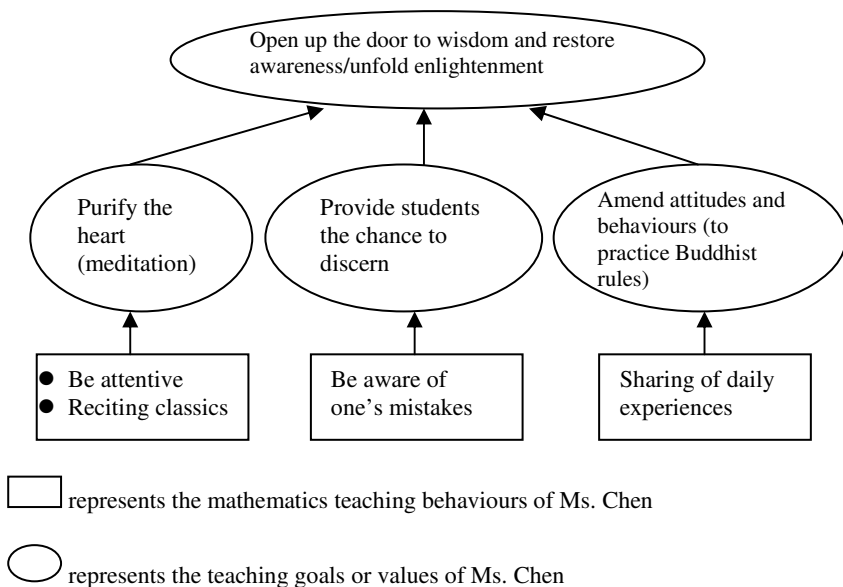 Open up the door to wisdom and restore
awareness/unfold enlightenment
Purify the
heart
(meditation)
Provide students
the chance to
discern
Amend attitudes and
behaviours (to
practice Buddhist
rules)
● Be attentive
● Reciting classics
Be aware of
one's mistakes
Sharing of daily
experiences
represents the mathematics teaching behaviours of Ms. Chen
represents the teaching goals or values of Ms. Chen